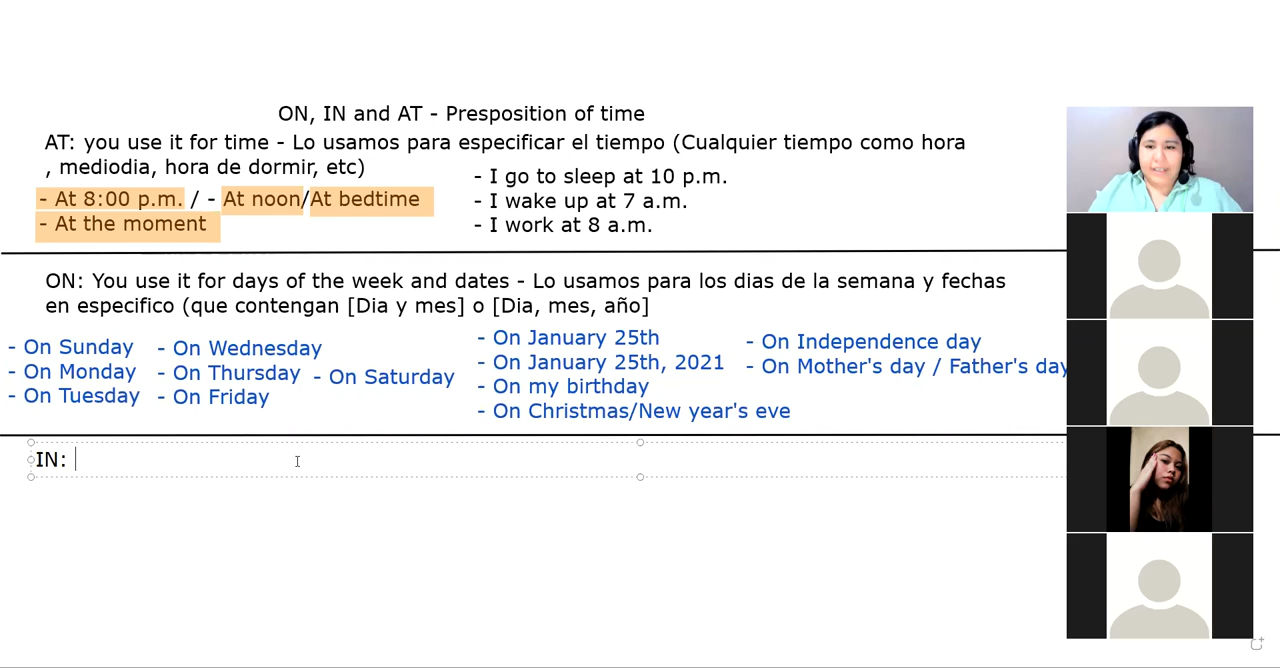 ON, IN and AT - Presposition of time
AT: you use it for time - Lo usamos para especificar el tiempo (Cualquier tiempo como hora
, mediodia, hora de dormir, etc)
- At 8:00 p.m. / - At noon/At bedtime
- At the moment
- I go to sleep at 10 p.m.
- I wake up at 7 a.m.
- I work at 8 a.m.
ON: You use it for days of the week and dates - Lo usamos para los dias de la semana y fechas
en especifico (que contengan [Dia y mes] o [Dia, mes, año]
- On Sunday
- On Monday
- On Tuesday
- On Wednesday
- On Thursday
- On Friday
- On Saturday
- On January 25th
- On January 25th, 2021
- On my birthday
- On Christmas/New year's eve
- On Independence day
- On Mother's day / Father's day
IN: